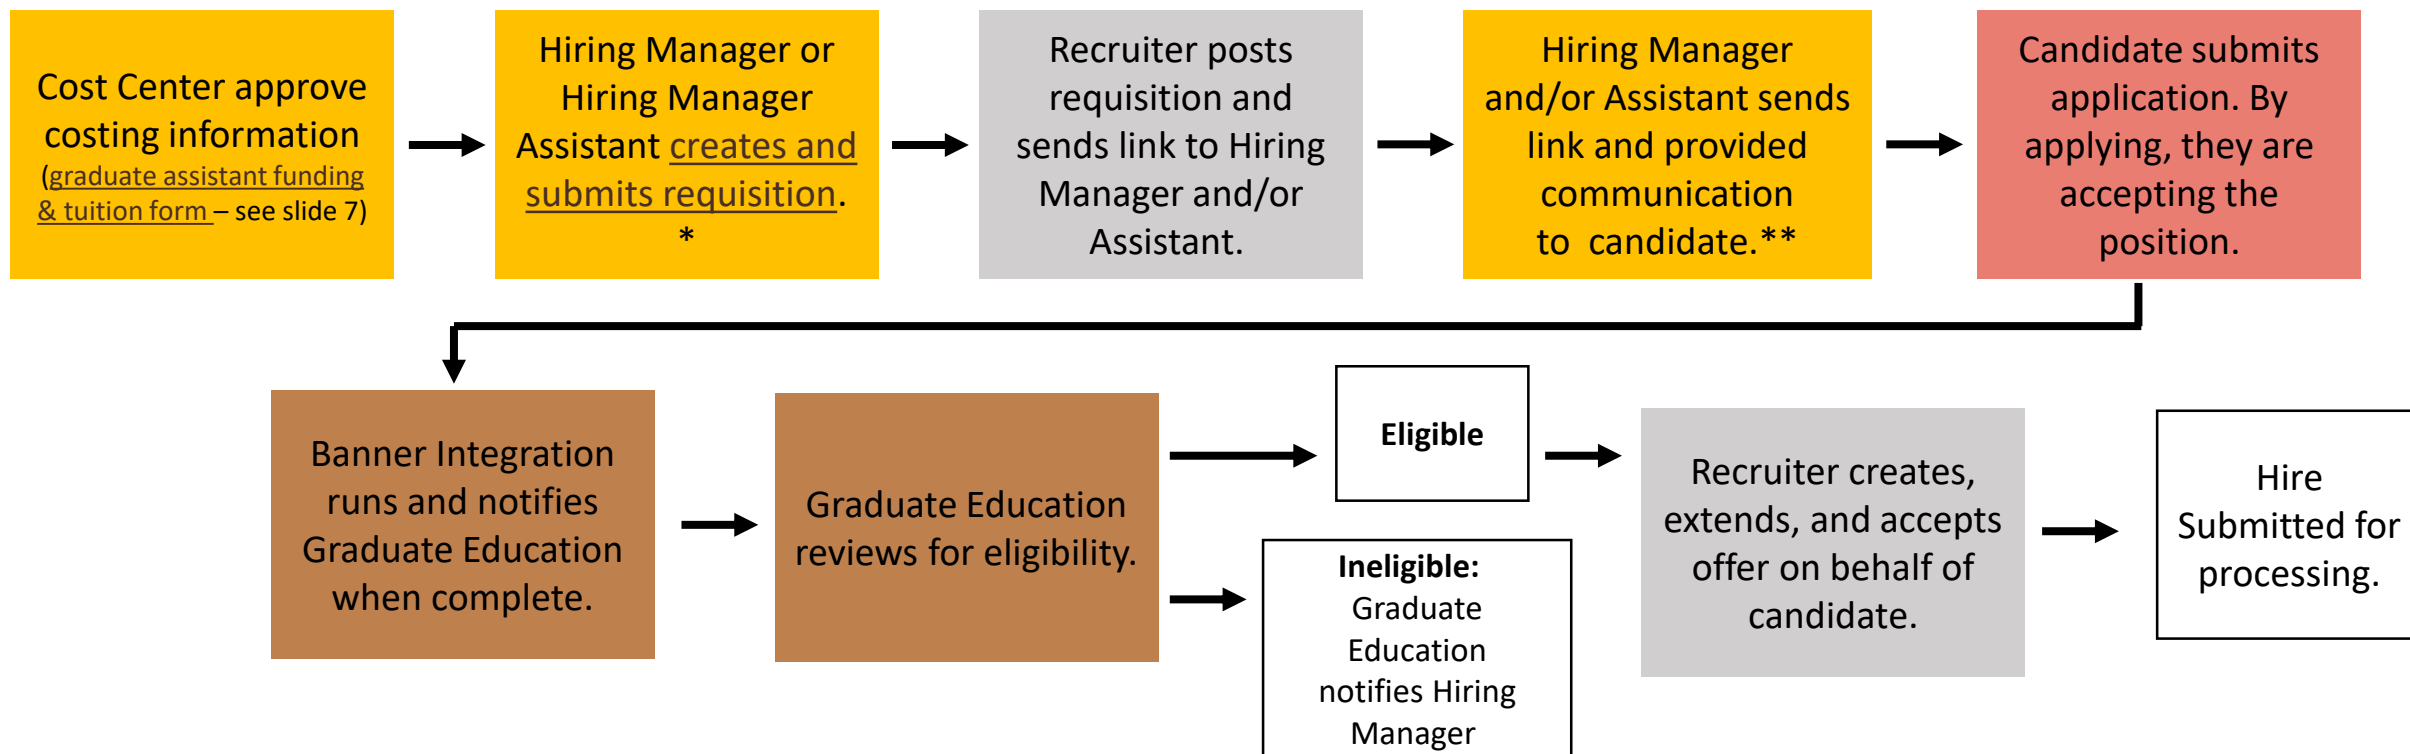 Cost Center approve
costing information
(graduate assistant funding
& tuition form – see slide 7)
Hiring Manager or
Hiring Manager
Assistant creates and
submits requisition.
*
Recruiter posts
requisition and
sends link to Hiring
Manager and/or
Assistant.
Hiring Manager
and/or Assistant sends
link and provided
communication
to  candidate.**
Candidate submits
application. By
applying, they are
accepting the
position.
Banner Integration
runs and notifies
Graduate Education
when complete.
Graduate Education
reviews for eligibility.
Eligible
Ineligible:
Graduate
Education
notifies Hiring
Manager
Recruiter creates,
extends, and accepts
offer on behalf of
candidate.
Hire
Submitted for
processing.